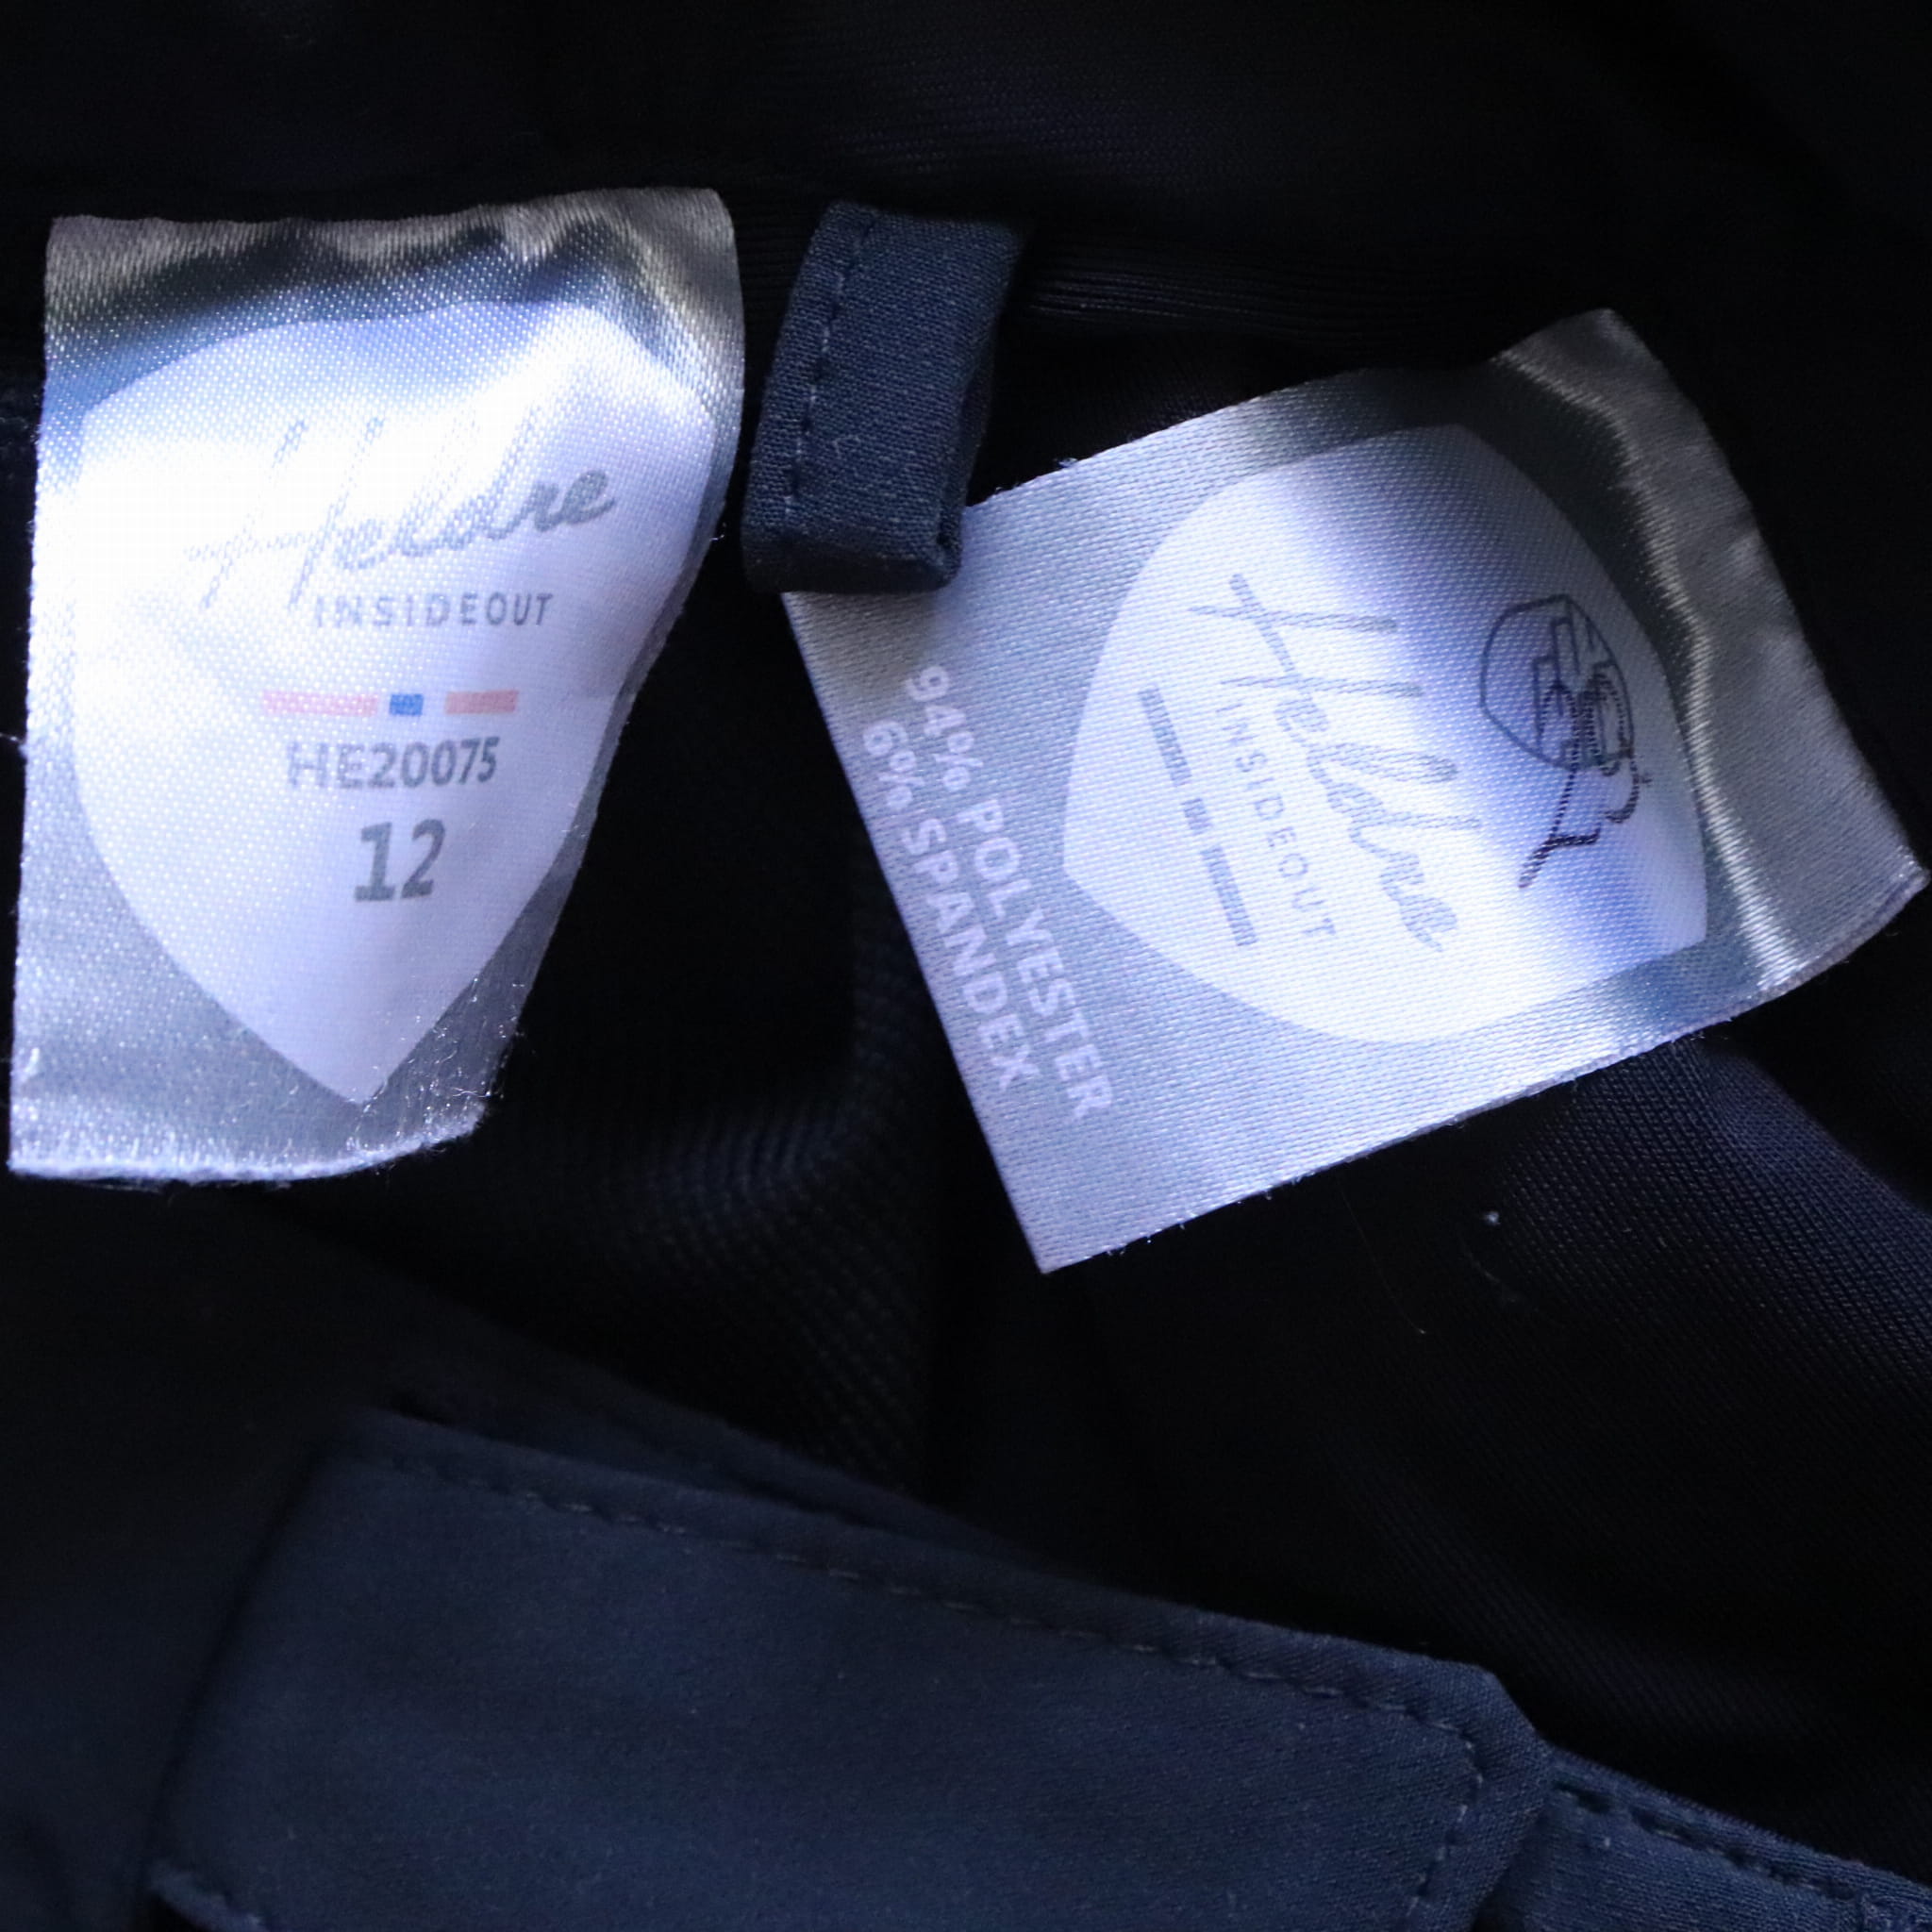 Heldre
INSIDEOUT
HE20075
12
Heldre
INSIDEOUT
94% POLYESTER
6% SPANDEX